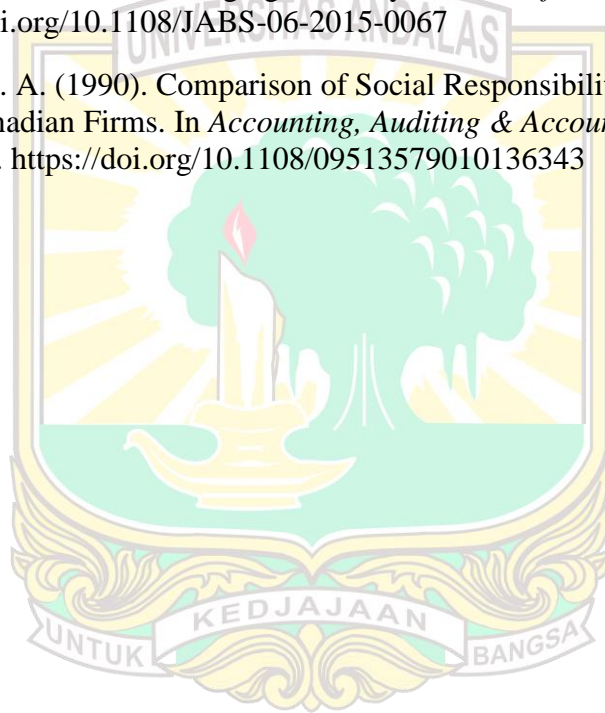 i.org/10.1108/JABS-06-2015-0067
UNIVERSITAS ANDALAS
. A. (1990). Comparison of Social Responsibilit
nadian Firms. In Accounting, Auditing & Accoun
. https://doi.org/10.1108/09513579010136343
UNTUK KEDJAJAAN BANGSA